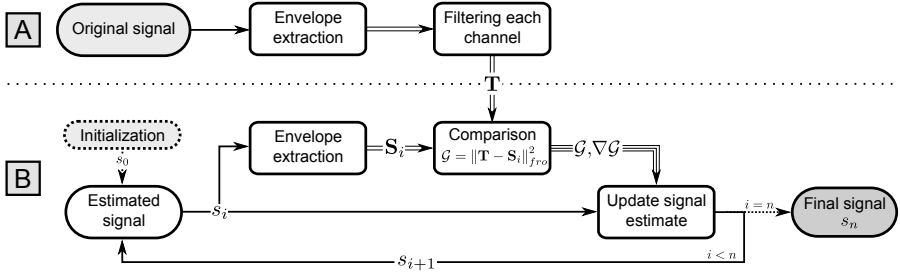 A
Original signal
Envelope
extraction
Filtering each
channel
T
B
Initialization
s₀
Estimated
signal
sᵢ
Envelope
extraction
Sᵢ
Comparison
𝒢 = ‖T − Sᵢ‖²_fro
𝒢,∇𝒢
Update signal
estimate
i = n
Final signal
sₙ
i < n
sᵢ₊₁